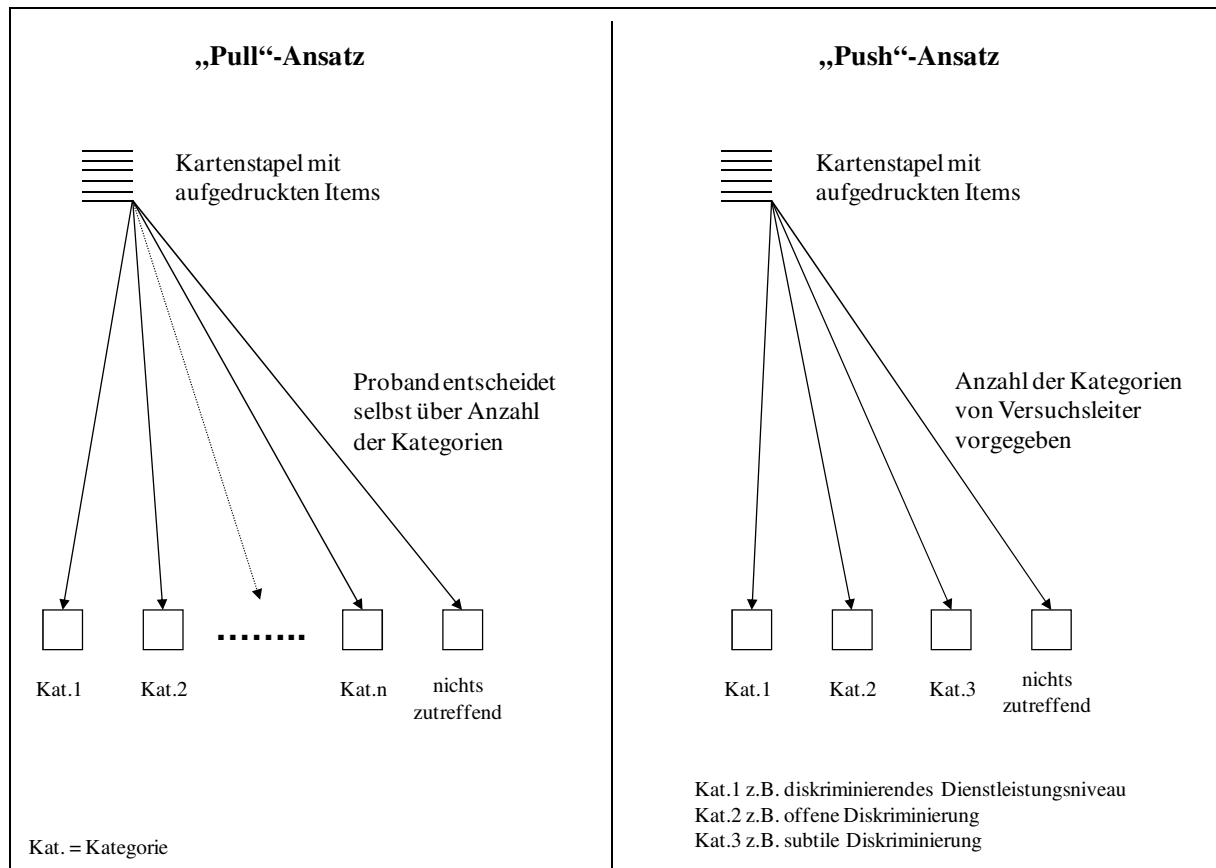 „Pull“-Ansatz
Kartenstapel mit
aufgedruckten Items
Proband entscheidet
selbst über Anzahl
der Kategorien
Kat.1
Kat.2
........
Kat.n
nichts
zutreffend
Kat. = Kategorie
„Push“-Ansatz
Kartenstapel mit
aufgedruckten Items
Anzahl der Kategorien
von Versuchsleiter
vorgegeben
Kat.1
Kat.2
Kat.3
nichts
zutreffend
Kat.1 z.B. diskriminierendes Dienstleistungsniveau
Kat.2 z.B. offene Diskriminierung
Kat.3 z.B. subtile Diskriminierung